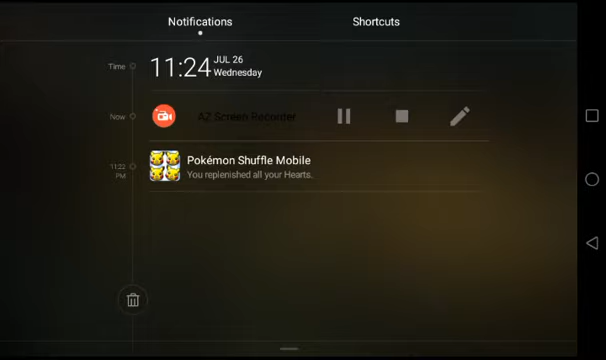 Notifications
Shortcuts
Time
11:24
JUL 26
Wednesday
Now
AZ Screen Recorder
11:22
PM
Pokémon Shuffle Mobile
You replenished all your Hearts.